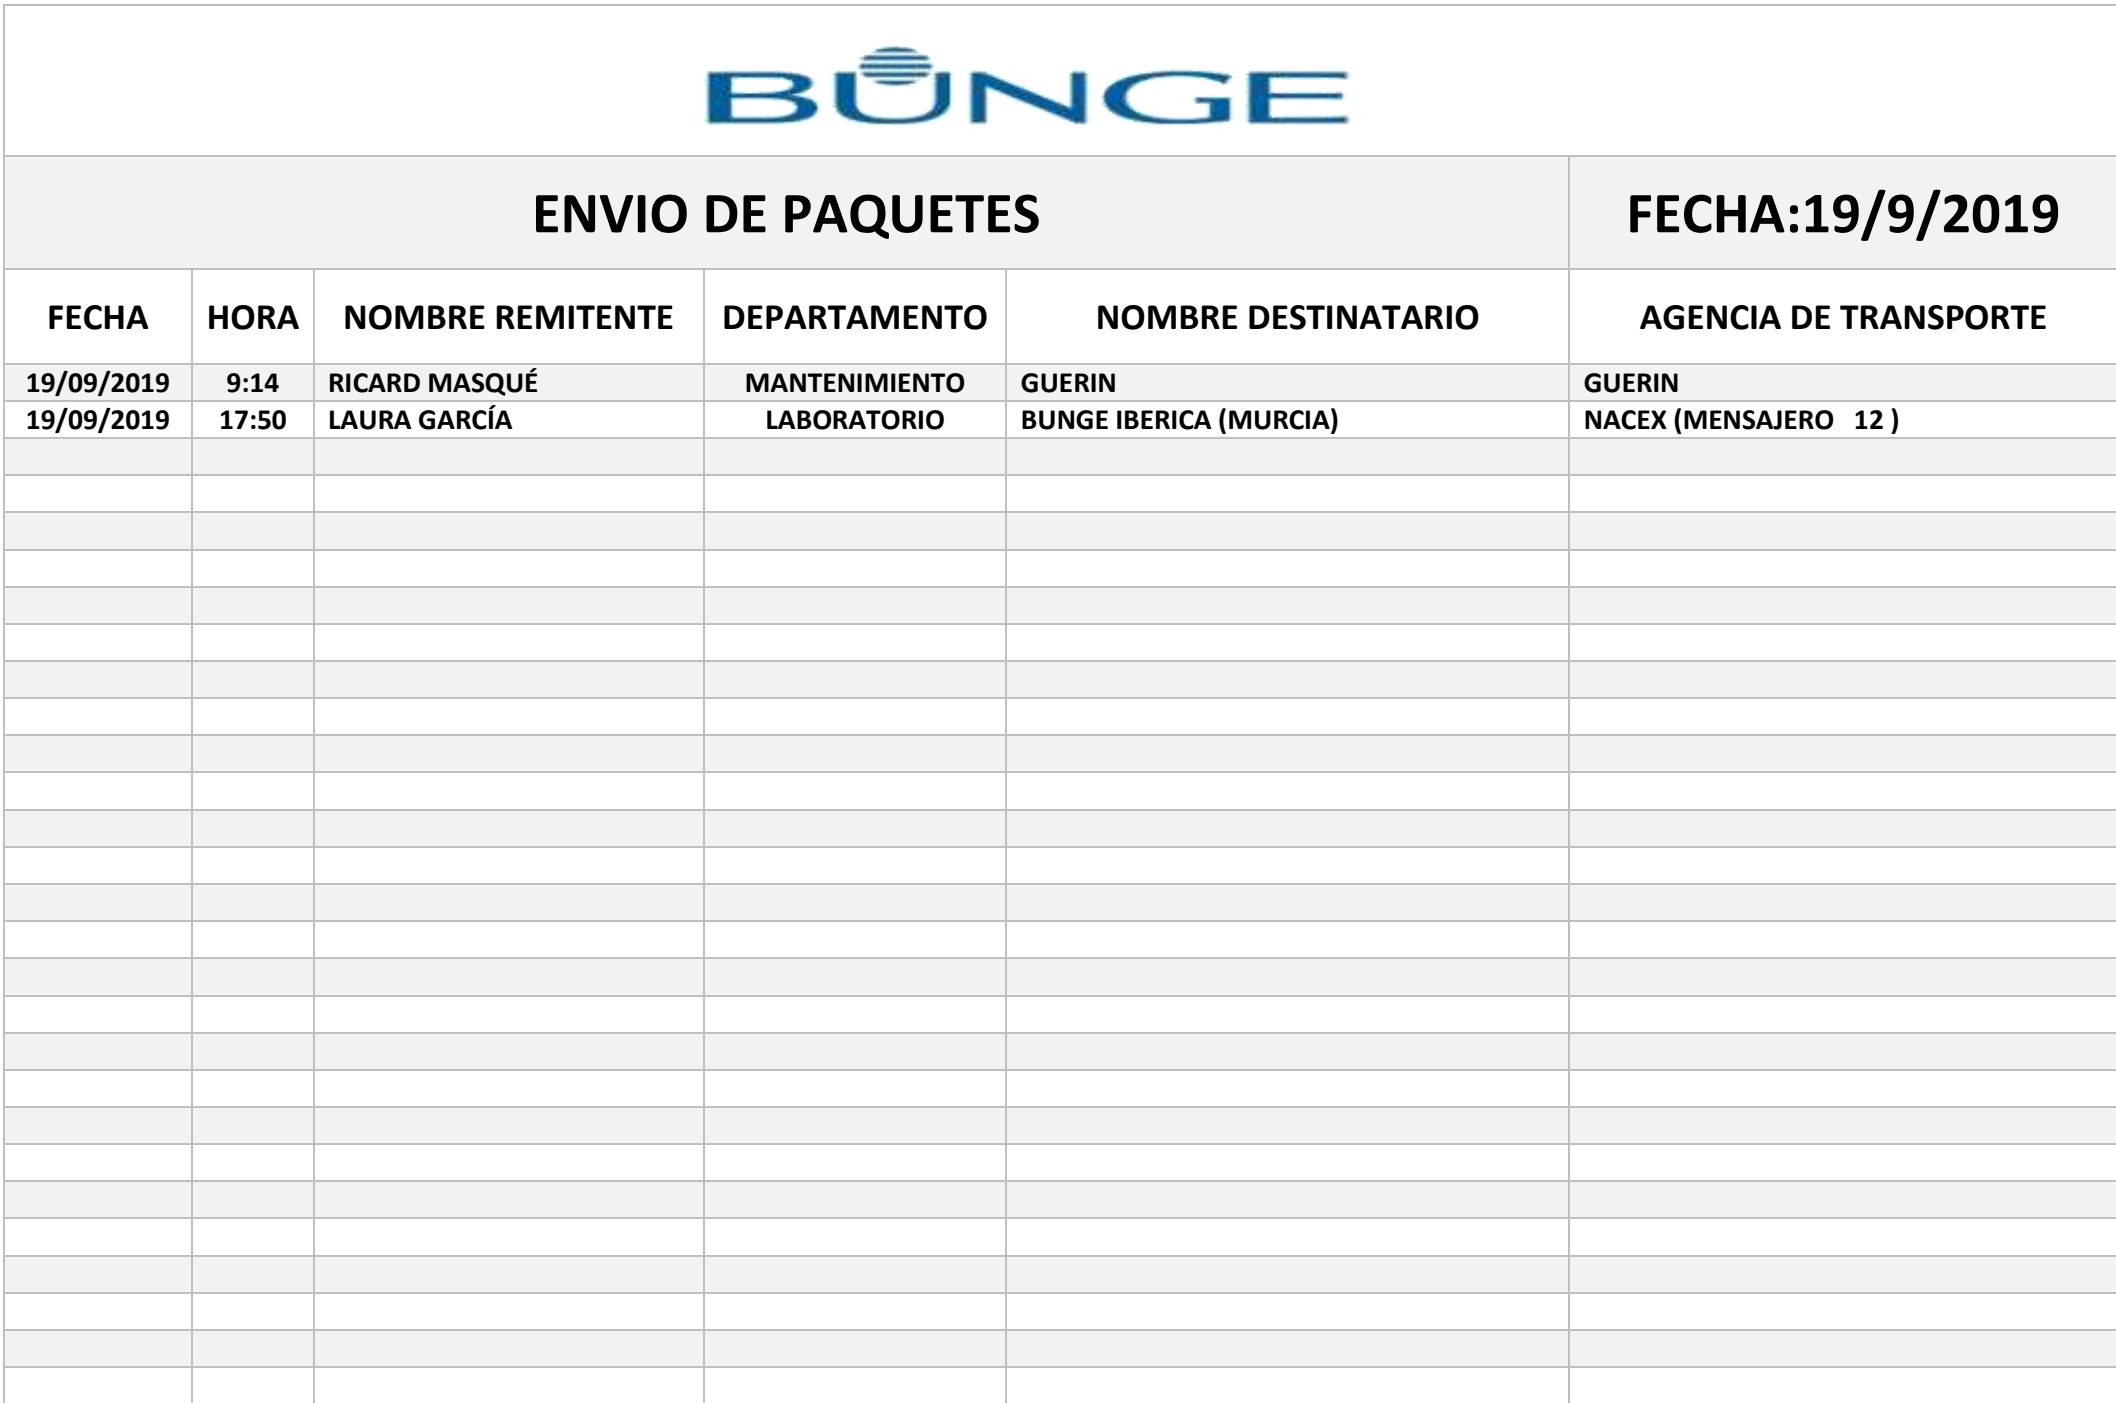 BUNGE
ENVIO DE PAQUETES FECHA:19/9/2019
FECHA HORA NOMBRE REMITENTE DEPARTAMENTO NOMBRE DESTINATARIO AGENCIA DE TRANSPORTE
19/09/2019 9:14 RICARD MASQUÉ MANTENIMIENTO GUERIN GUERIN
19/09/2019 17:50 LAURA GARCÍA LABORATORIO BUNGE IBERICA (MURCIA) NACEX (MENSAJERO 12 )